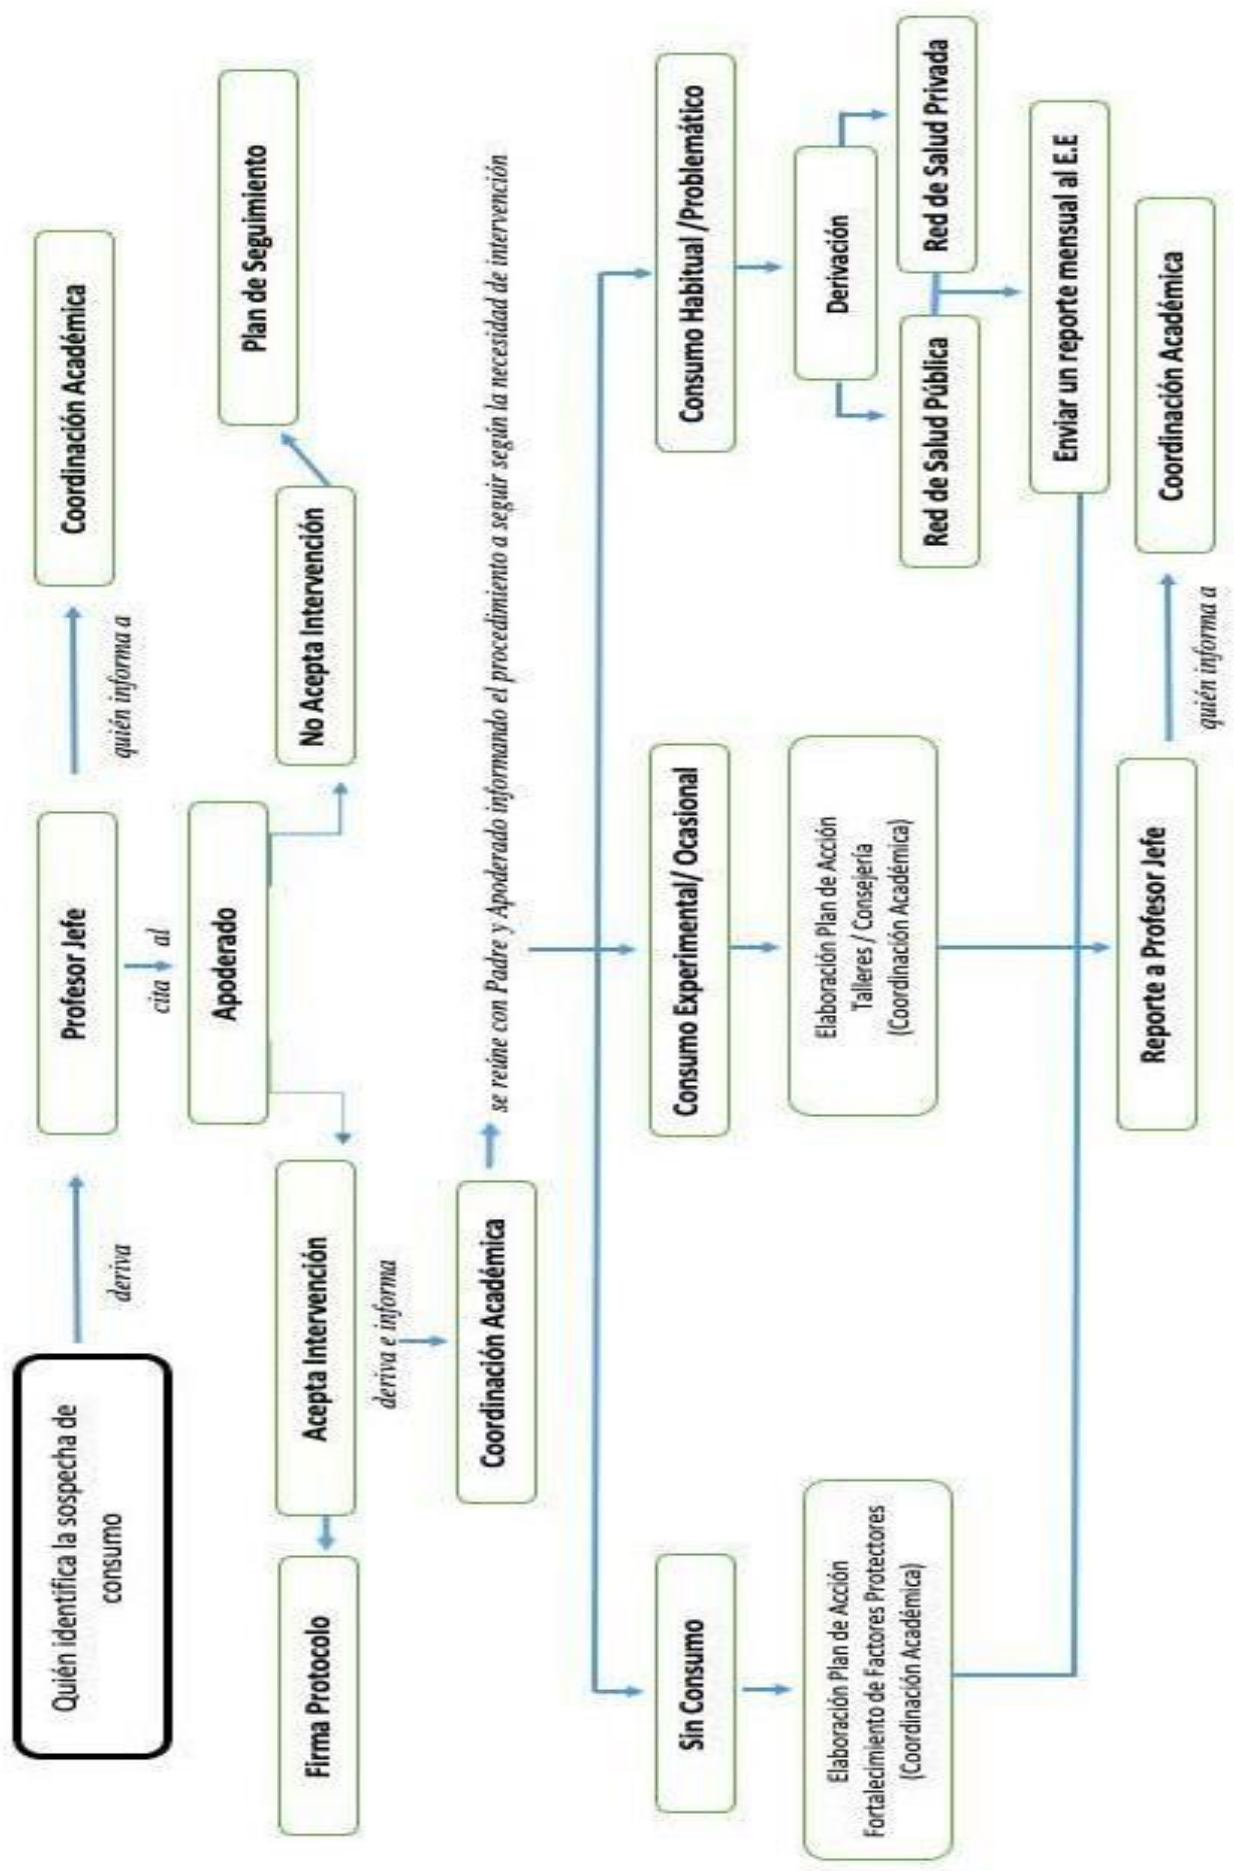 Quién identifica la sospecha de
consumo
deriva
Profesor Jefe
quién informa a
Coordinación Académica
cita al
Apoderado
Firma Protocolo
Acepta Intervención
No Acepta Intervención
Plan de Seguimiento
deriva e informa
Coordinación Académica
se reúne con Padre y Apoderado informando el procedimiento a seguir según la necesidad de intervención
Sin Consumo
Consumo Experimental/ Ocasional
Consumo Habitual /Problemático
Elaboración Plan de Acción
Fortalecimiento de Factores Protectores
(Coordinación Académica)
Elaboración Plan de Acción
Talleres / Consejería
(Coordinación Académica)
Derivación
Red de Salud Pública
Red de Salud Privada
Enviar un reporte mensual al E.E
Reporte a Profesor Jefe
quién informa a
Coordinación Académica